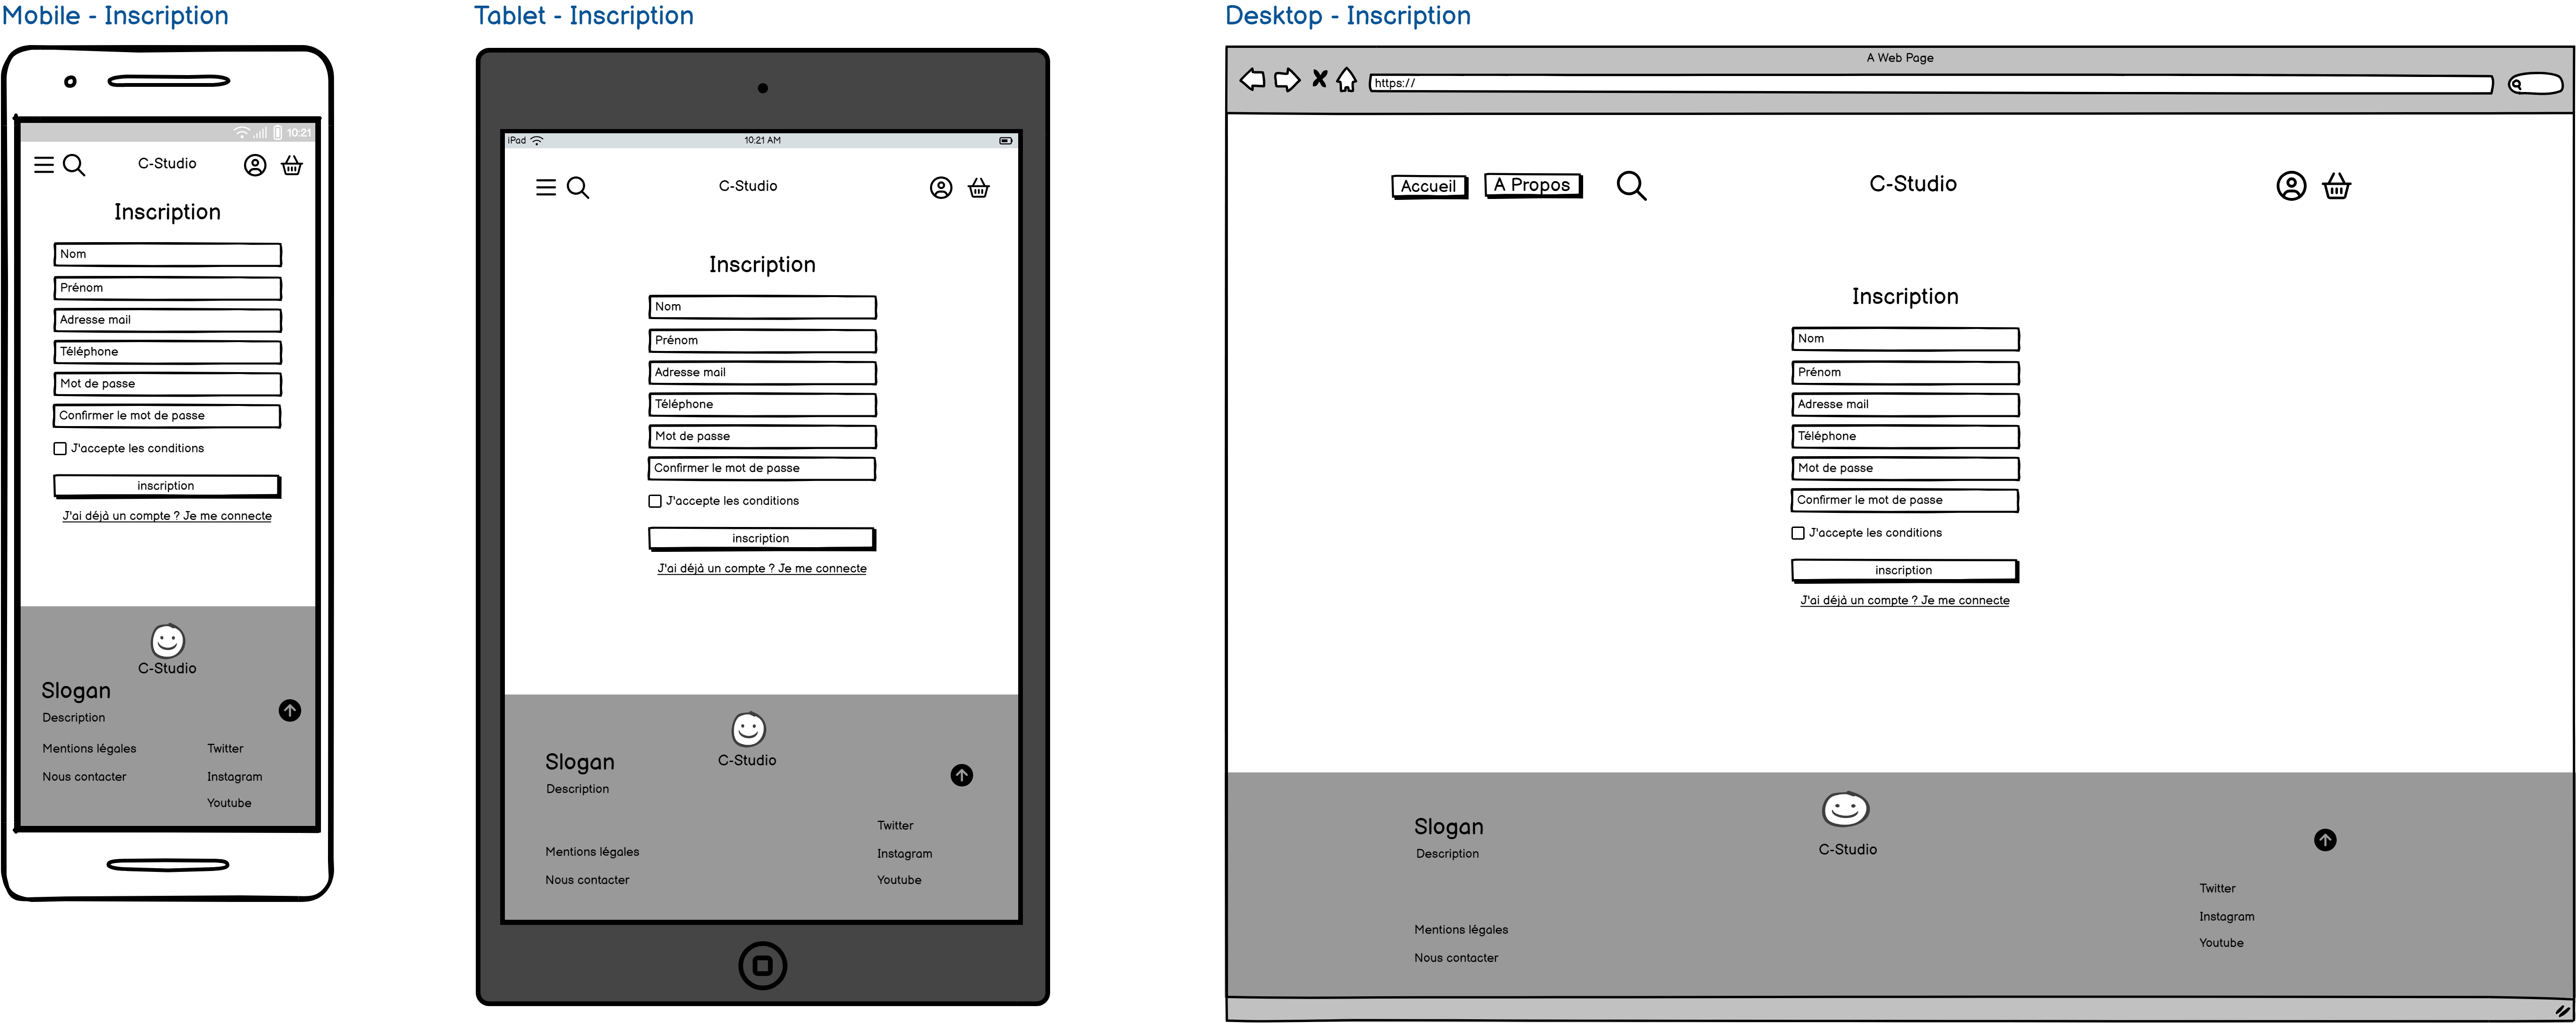 Mobile - Inscription
10:21
C-Studio
Inscription
Nom
Prénom
Adresse mail
Téléphone
Mot de passe
Confirmer le mot de passe
J'accepte les conditions
inscription
J'ai déjà un compte ? Je me connecte
C-Studio
Slogan
Description
Mentions légales
Nous contacter
Twitter
Instagram
Youtube
Tablet - Inscription
iPad 10:21 AM
C-Studio
Inscription
Nom
Prénom
Adresse mail
Téléphone
Mot de passe
Confirmer le mot de passe
J'accepte les conditions
inscription
J'ai déjà un compte ? Je me connecte
C-Studio
Slogan
Description
Mentions légales
Nous contacter
Twitter
Instagram
Youtube
Desktop - Inscription
A Web Page
https://
Accueil A Propos C-Studio
Inscription
Nom
Prénom
Adresse mail
Téléphone
Mot de passe
Confirmer le mot de passe
J'accepte les conditions
inscription
J'ai déjà un compte ? Je me connecte
C-Studio
Slogan
Description
Mentions légales
Nous contacter
Twitter
Instagram
Youtube